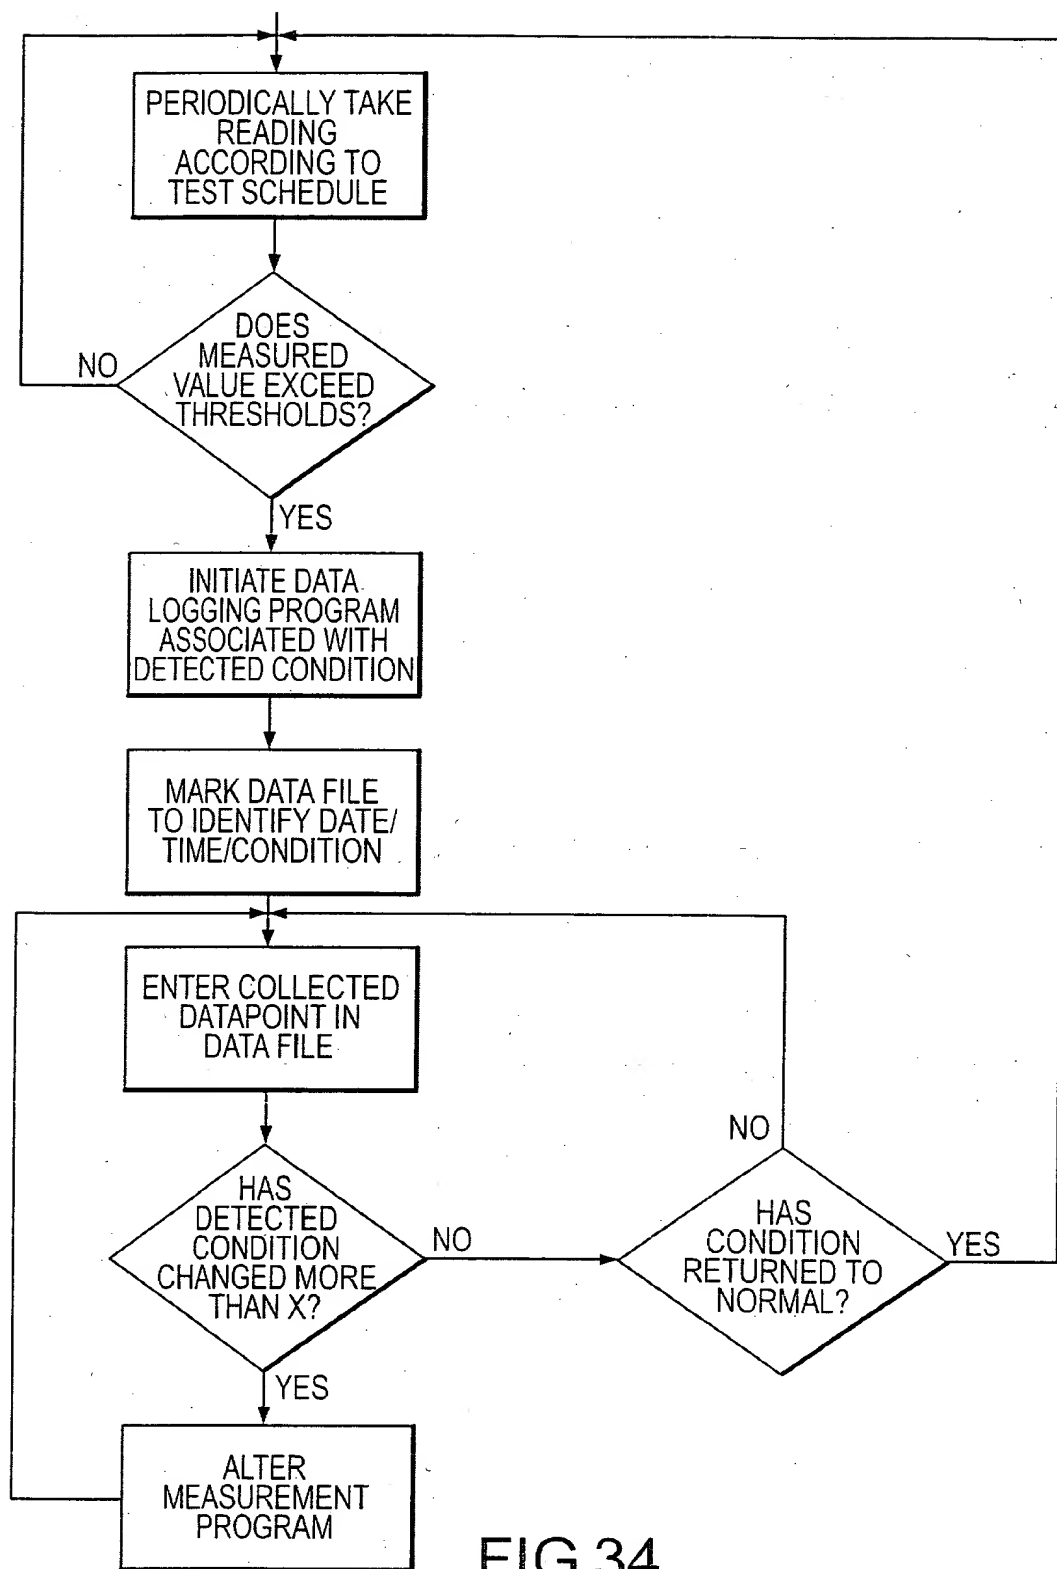 PERIODICALLY TAKE
READING
ACCORDING TO
TEST SCHEDULE
DOES
MEASURED
VALUE EXCEED
THRESHOLDS?
NO
YES
INITIATE DATA
LOGGING PROGRAM
ASSOCIATED WITH
DETECTED CONDITION
MARK DATA FILE
TO IDENTIFY DATE/
TIME/CONDITION
ENTER COLLECTED
DATAPOINT IN
DATA FILE
HAS
DETECTED
CONDITION
CHANGED MORE
THAN X?
NO
YES
HAS
CONDITION
RETURNED TO
NORMAL?
NO
YES
ALTER
MEASUREMENT
PROGRAM
FIG.34